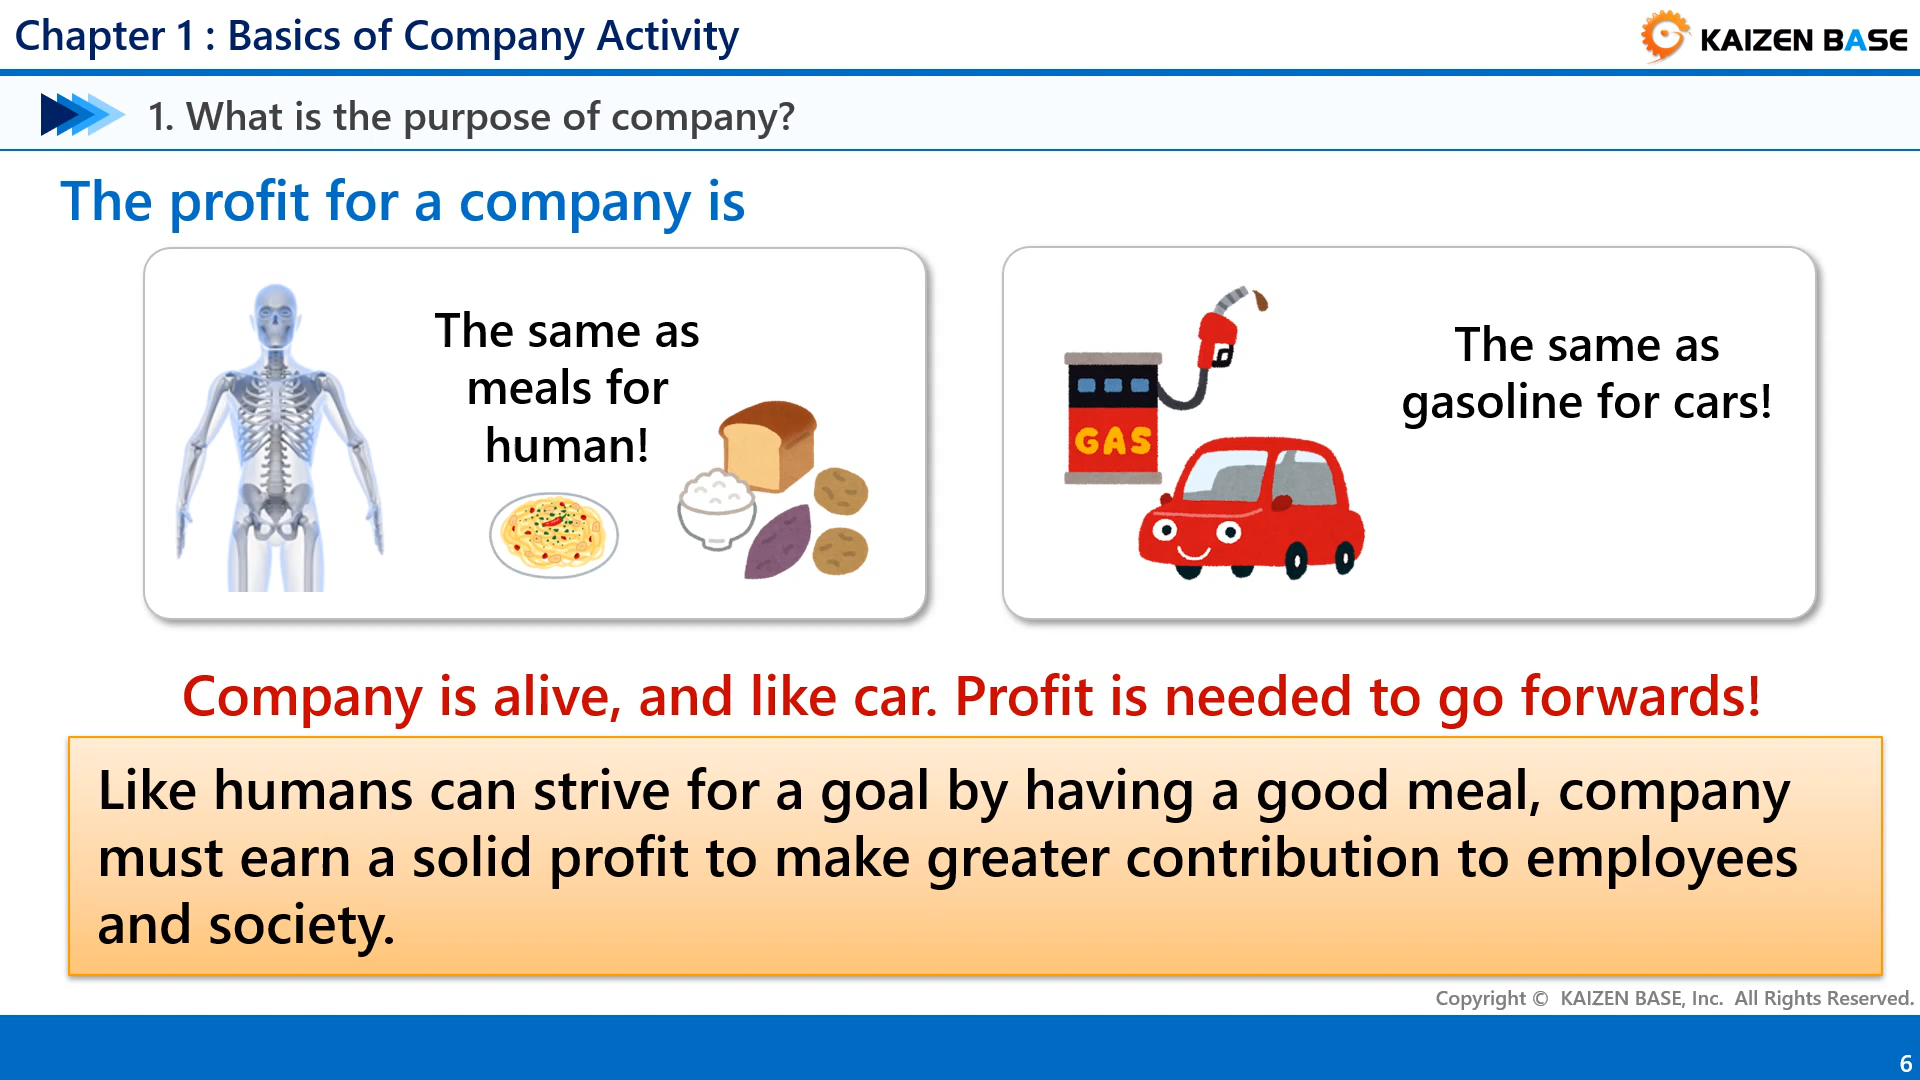 Chapter 1 : Basics of Company Activity
KAIZEN BASE
1. What is the purpose of company?
The profit for a company is
The same as
meals for
human!
GAS
The same as
gasoline for cars!
Company is alive, and like car. Profit is needed to go forwards!
Like humans can strive for a goal by having a good meal, company
must earn a solid profit to make greater contribution to employees
and society.
Copyright © KAIZEN BASE, Inc. All Rights Reserved.
6